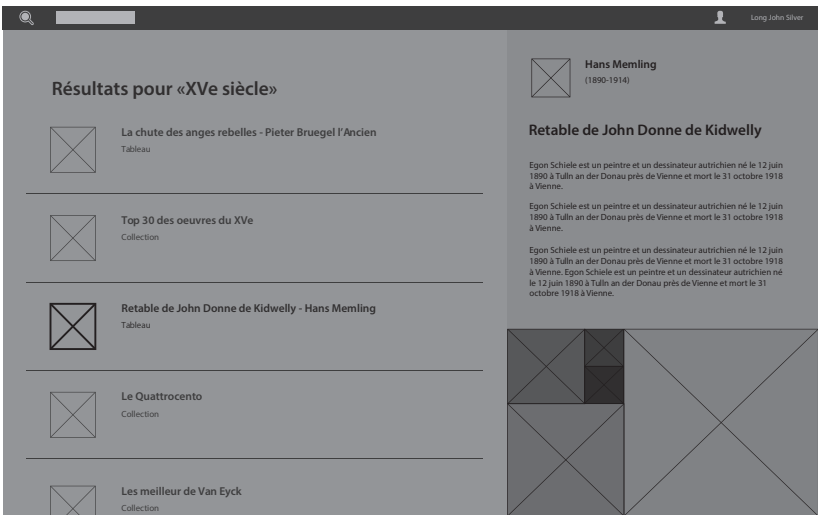 Long John Silver
Résultats pour «XVe siècle»
La chute des anges rebelles - Pieter Bruegel l'Ancien
Tableau
Top 30 des oeuvres du XVe
Collection
Retable de John Donne de Kidwelly - Hans Memling
Tableau
Le Quattrocento
Collection
Les meilleur de Van Eyck
Collection
Hans Memling
(1890-1914)
Retable de John Donne de Kidwelly
Egon Schiele est un peintre et un dessinateur autrichien né le 12 juin
1890 à Tulln an der Donau près de Vienne et mort le 31 octobre 1918
à Vienne.
Egon Schiele est un peintre et un dessinateur autrichien né le 12 juin
1890 à Tulln an der Donau près de Vienne et mort le 31 octobre 1918
à Vienne.
Egon Schiele est un peintre et un dessinateur autrichien né le 12 juin
1890 à Tulln an der Donau près de Vienne et mort le 31 octobre 1918
à Vienne. Egon Schiele est un peintre et un dessinateur autrichien né
le 12 juin 1890 à Tulln an der Donau près de Vienne et mort le 31
octobre 1918 à Vienne.